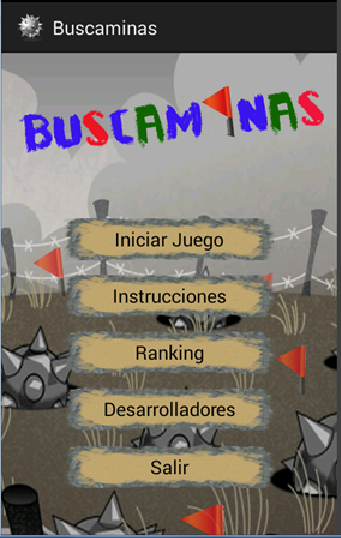 Buscaminas
BUSCAMINAS
Iniciar Juego
Instrucciones
Ranking
Desarrolladores
Salir